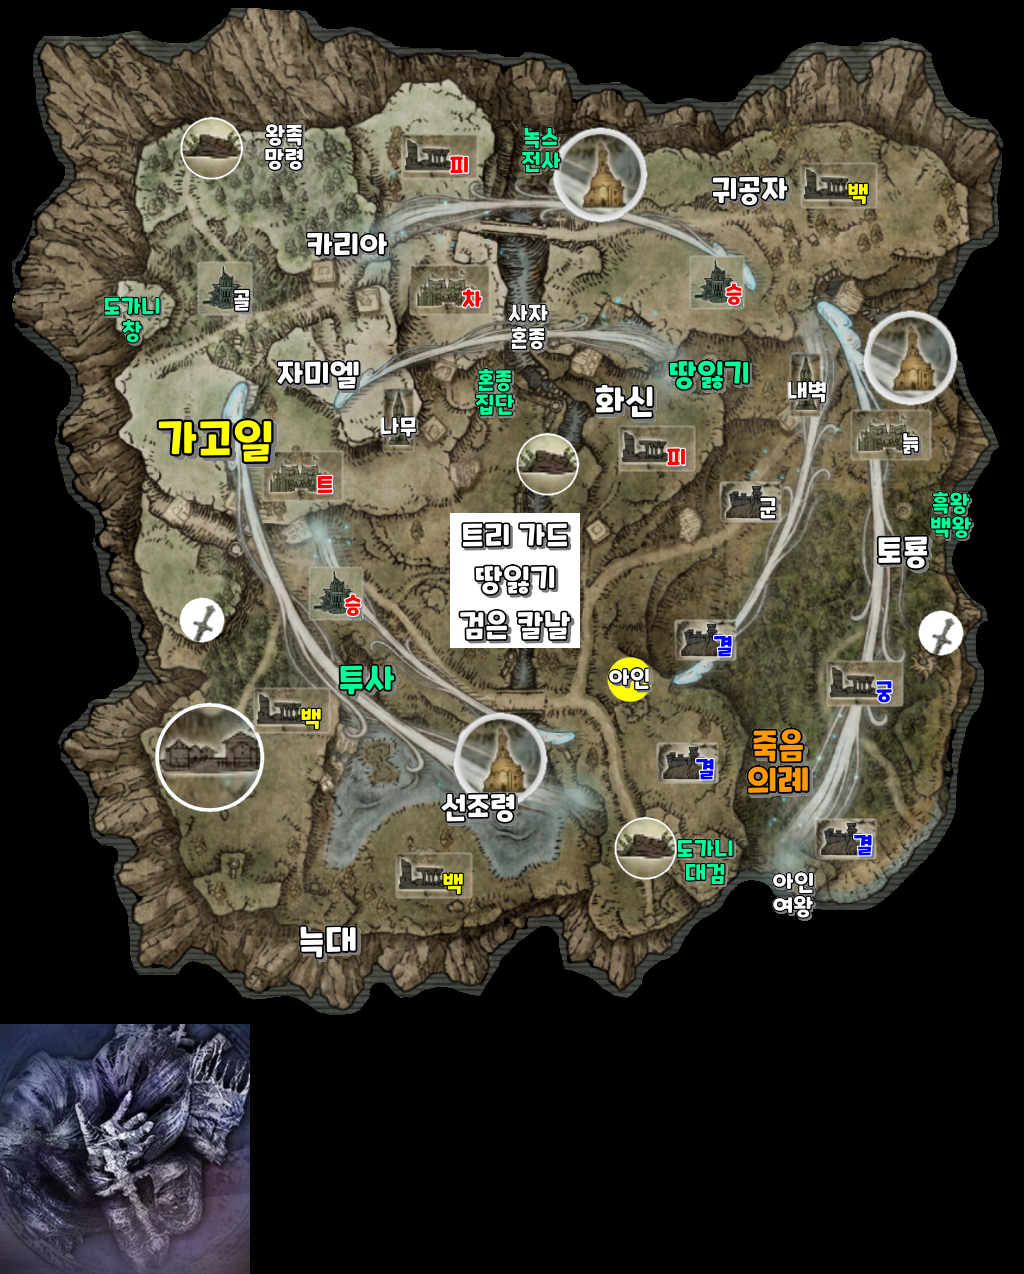 왕족
망령
피
녹스
전사
귀공자
백
카리아
도가니
창
골
차
사자
혼종
승
자미엘
혼종
집단
화신
땅잃기
내벽
가고일
나무
늙
트
피
군
흑왕
백왕
트리 가드
땅잃기
검은 칼날
토룡
승
결
투사
아인
궁
백
결
죽음
의례
선조령
결
도가니
대검
백
아인
여왕
늑대